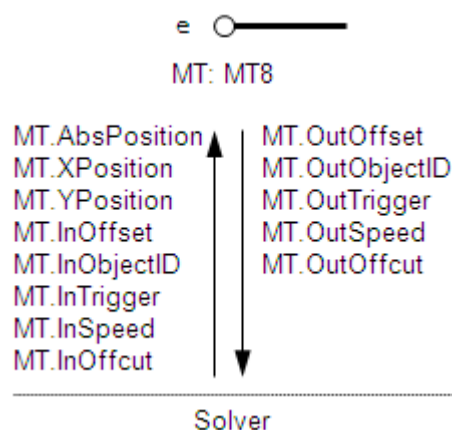 e
MT: MT8
MT.AbsPosition
MT.XPosition
MT.YPosition
MT.InOffset
MT.InObjectID
MT.InTrigger
MT.InSpeed
MT.InOffcut
MT.OutOffset
MT.OutObjectID
MT.OutTrigger
MT.OutSpeed
MT.OutOffcut
Solver